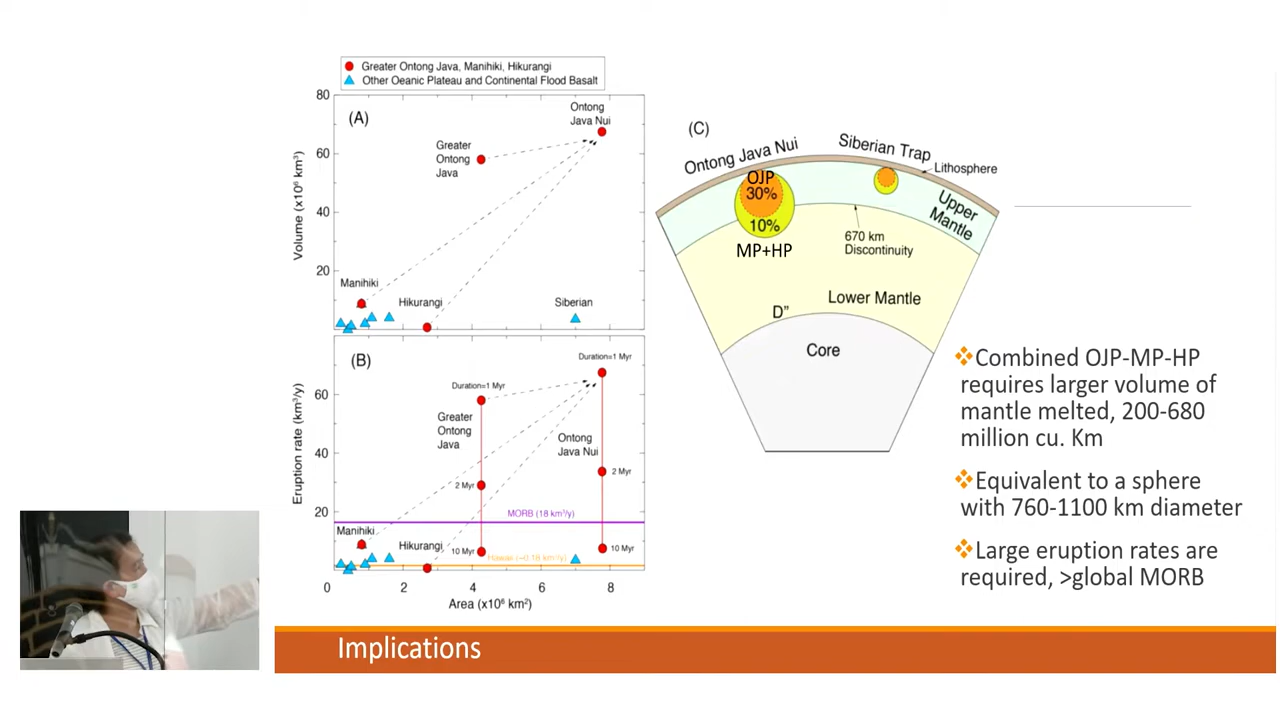 Greater Ontong Java, Manihiki, Hikurangi
Other Oeanic Plateau and Continental Flood Basalt
80
60
40
20
Volume (x10⁶ km³)
(A)
Ontong
Java Nui
Greater
Ontong
Java
Manihiki
Hikurangi
Siberian
(B)
60
40
20
0
Eruption rate (km³/y)
Duration=1 Myr
Duration=1 Myr
Greater
Ontong
Java
Ontong
Java Nui
2 Myr
2 Myr
MORB (18 km³/y)
Manihiki
Hikurangi
10 Myr
Hawaii (~0.18 km³/y)
10 Myr
2
4
6
8
Area (x10⁶ km²)
(C)
Ontong Java Nui
Siberian Trap
Lithosphere
OJP
30%
10%
MP+HP
Upper
Mantle
670 km
Discontinuity
Lower Mantle
D"
Core
Combined OJP-MP-HP
requires larger volume of
mantle melted, 200-680
million cu. Km
Equivalent to a sphere
with 760-1100 km diameter
Large eruption rates are
required, >global MORB
Implications